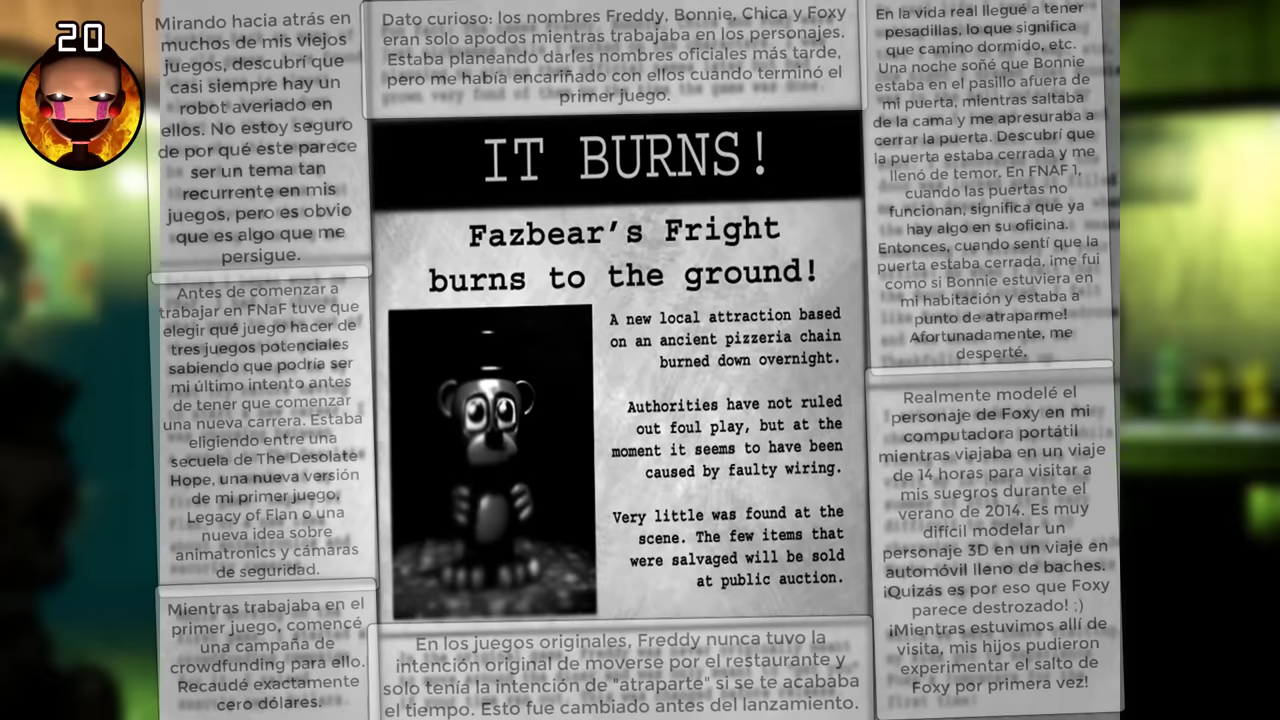 20
Mirando hacia atrás en
muchos de mis viejos
juegos, descubrí que
casi siempre hay un
robot averiado en
ellos. No estoy seguro
de por qué este parece
ser un tema tan
recurrente en mis
juegos, pero es obvio
que es algo que me
persigue.
Antes de comenzar a
trabajar en FNaF tuve que
elegir qué juego hacer de
tres juegos potenciales
sabiendo que podría ser
mi último intento antes
de tener que comenzar
una nueva carrera. Estaba
eligiendo entre una
secuela de The Desolate
Hope, una nueva versión
de mi primer juego,
Legacy of Flan o una
nueva idea sobre
animatronics y cámaras
de seguridad.
Mientras trabajaba en el
primer juego, comencé
una campaña de
crowdfunding para ello.
Recaudé exactamente
cero dólares.
Dato curioso: los nombres Freddy, Bonnie, Chica y Foxy
eran solo apodos mientras trabajaba en los personajes.
Estaba planeando darles nombres oficiales más tarde,
pero me había encariñado con ellos cuando terminó el
primer juego.
IT BURNS!
Fazbear's Fright
burns to the ground!
A new local attraction based
on an ancient pizzeria chain
burned down overnight.
Authorities have not ruled
out foul play, but at the
moment it seems to have been
caused by faulty wiring.
Very little was found at the
scene. The few items that
were salvaged will be sold
at public auction.
En los juegos originales, Freddy nunca tuvo la
intención original de moverse por el restaurante y
solo tenía la intención de "atraparte" si se te acababa
el tiempo. Esto fue cambiado antes del lanzamiento.
En la vida real llegué a tener
pesadillas, lo que significa
que camino dormido, etc.
Una noche soñé que Bonnie
estaba en el pasillo afuera de
mi puerta, mientras saltaba
de la cama y me apresuraba a
cerrar la puerta. Descubrí que
la puerta estaba cerrada y me
llenó de temor. En FNAF 1,
cuando las puertas no
funcionan, significa que ya
hay algo en su oficina.
Entonces, cuando sentí que la
puerta estaba cerrada, ¡me fui
como si Bonnie estuviera en
mi habitación y estaba a
punto de atraparme!
Afortunadamente, me
desperté.
Realmente modelé el
personaje de Foxy en mi
computadora portátil
mientras viajaba en un viaje
de 14 horas para visitar a
mis suegros durante el
verano de 2014. Es muy
difícil modelar un
personaje 3D en un viaje en
automóvil lleno de baches.
¡Quizás es por eso que Foxy
parece destrozado! :)
¡Mientras estuvimos allí de
visita, mis hijos pudieron
experimentar el salto de
Foxy por primera vez!